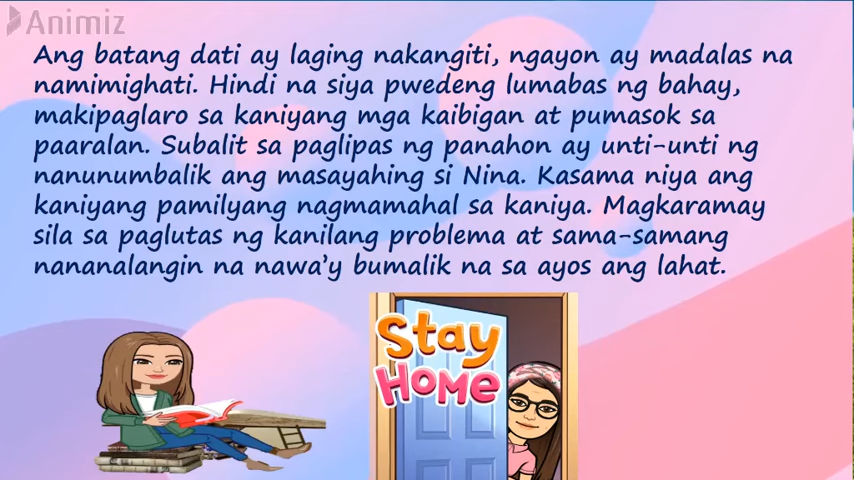 Animiz
Ang batang dati ay laging nakangiti, ngayon ay madalas na
namimighati. Hindi na siya pwedeng lumabas ng bahay,
makipaglaro sa kaniyang mga kaibigan at pumasok sa
paaralan. Subalit sa paglipas ng panahon ay unti-unti ng
nanunumbalik ang masayahing si Nina. Kasama niya ang
kaniyang pamilyang nagmamahal sa kaniya. Magkaramay
sila sa paglutas ng kanilang problema at sama-samang
nananalangin na nawa'y bumalik na sa ayos ang lahat.
Stay
Home